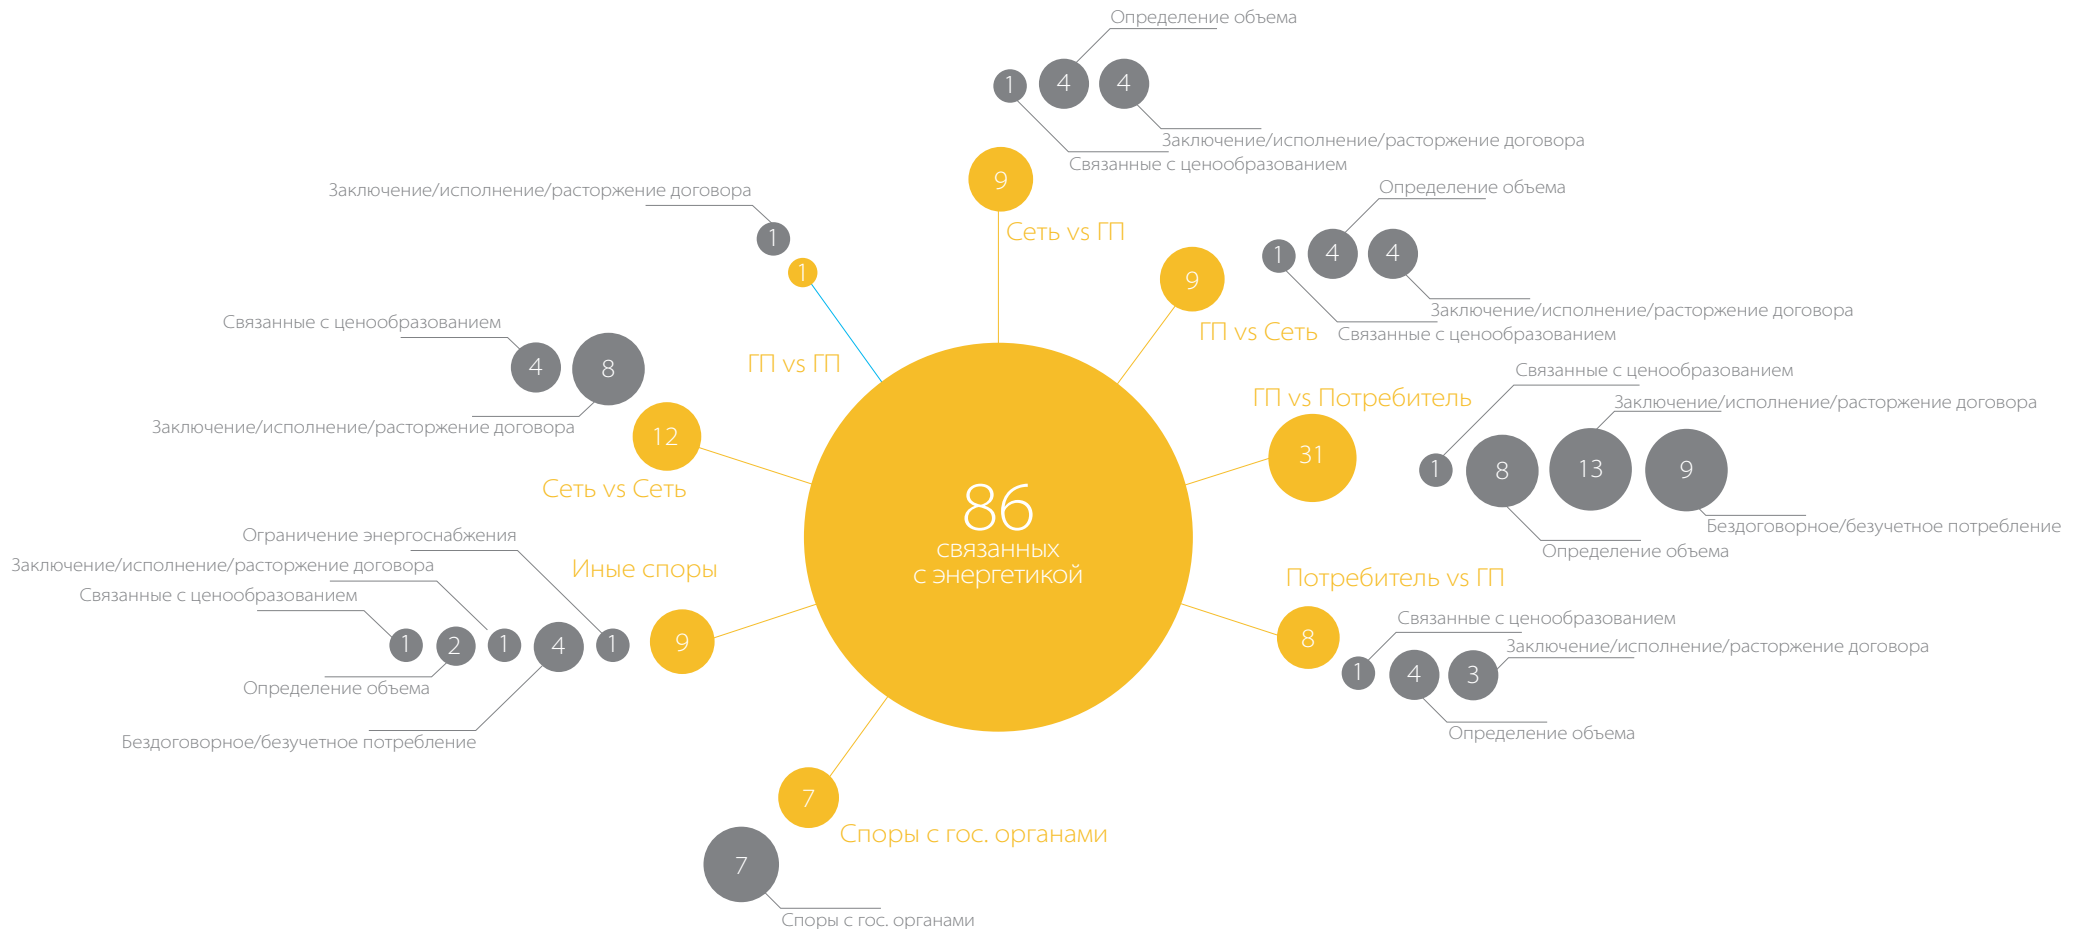 Определение объема
1
4
4
Заключение/исполнение/расторжение договора
Связанные с ценообразованием
9
Сеть vs ГП
Определение объема
1
4
4
Заключение/исполнение/расторжение договора
Связанные с ценообразованием
9
ГП vs Сеть
Связанные с ценообразованием
Заключение/исполнение/расторжение договора
ГП vs Потребитель
31
1
8
13
9
Бездоговорное/безучетное потребление
Определение объема
Потребитель vs ГП
8
Связанные с ценообразованием
Заключение/исполнение/расторжение договора
1
4
3
Определение объема
86
связанных
с энергетикой
Заключение/исполнение/расторжение договора
1
1
ГП vs ГП
Связанные с ценообразованием
4
8
Заключение/исполнение/расторжение договора
12
Сеть vs Сеть
Ограничение энергоснабжения
Заключение/исполнение/расторжение договора
Связанные с ценообразованием
Иные споры
1
2
1
4
1
9
Определение объема
Бездоговорное/безучетное потребление
7
Споры с гос. органами
7
Споры с гос. органами